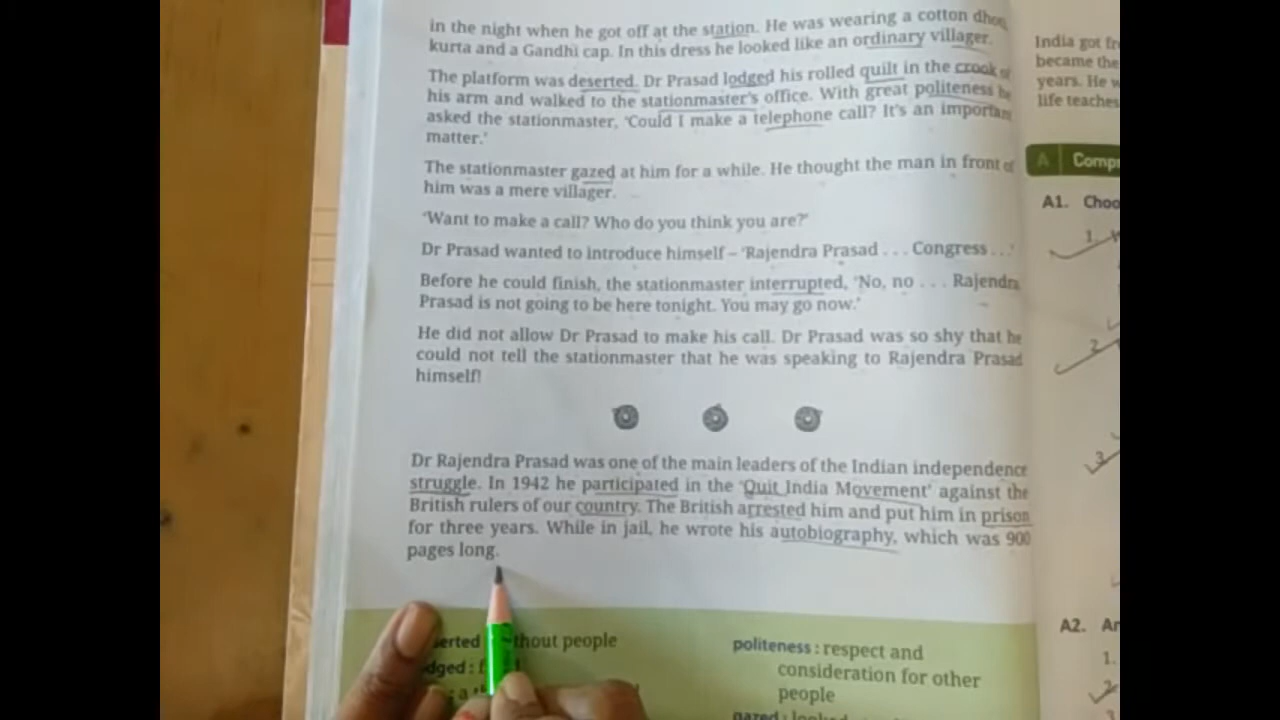 in the night when he got off at the station. He was wearing a cotton
kurta and a Gandhi cap. In this dress he looked like an ordinary villager.
The platform was deserted. Dr Prasad lodged his rolled quilt in the crook of
his arm and walked to the stationmaster's office. With great politeness he
asked the stationmaster, 'Could I make a telephone call? It's an important
matter.'
The stationmaster gazed at him for a while. He thought the man in front of
him was a mere villager.
'Want to make a call? Who do you think you are?'
Dr Prasad wanted to introduce himself – 'Rajendra Prasad . . . Congress . . .'
Before he could finish, the stationmaster interrupted, 'No, no . . . Rajendra
Prasad is not going to be here tonight. You may go now.'
He did not allow Dr Prasad to make his call. Dr Prasad was so shy that he
could not tell the stationmaster that he was speaking to Rajendra Prasad
himself!
Dr Rajendra Prasad was one of the main leaders of the Indian independence
struggle. In 1942 he participated in the 'Quit India Movement' against the
British rulers of our country. The British arrested him and put him in prison
for three years. While in jail, he wrote his autobiography, which was 900
pages long.
people
politeness : respect and
consideration for other
people
gazed : looked
India got
became the
years. He
life teaches
A
A1.
1.
2
3
A2.
1.
2